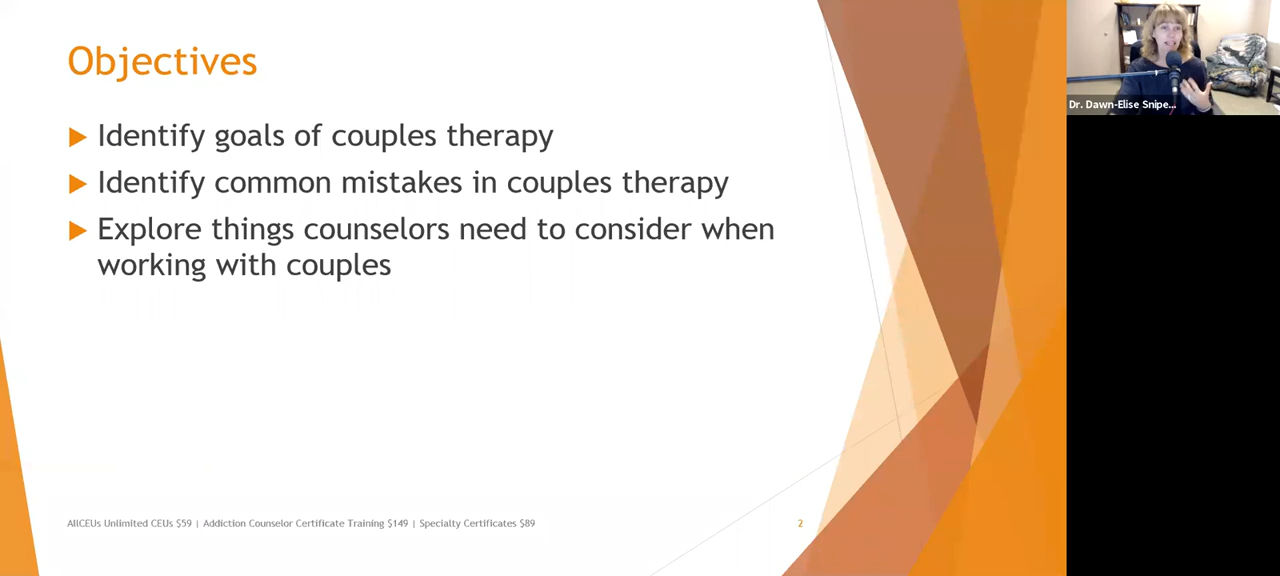 Objectives
Identify goals of couples therapy
Identify common mistakes in couples therapy
Explore things counselors need to consider when
working with couples
AllCEUs Unlimited CEUs $59 | Addiction Counselor Certificate Training $149 | Specialty Certificates $89
2
Dr. Dawn-Elise Snipe...